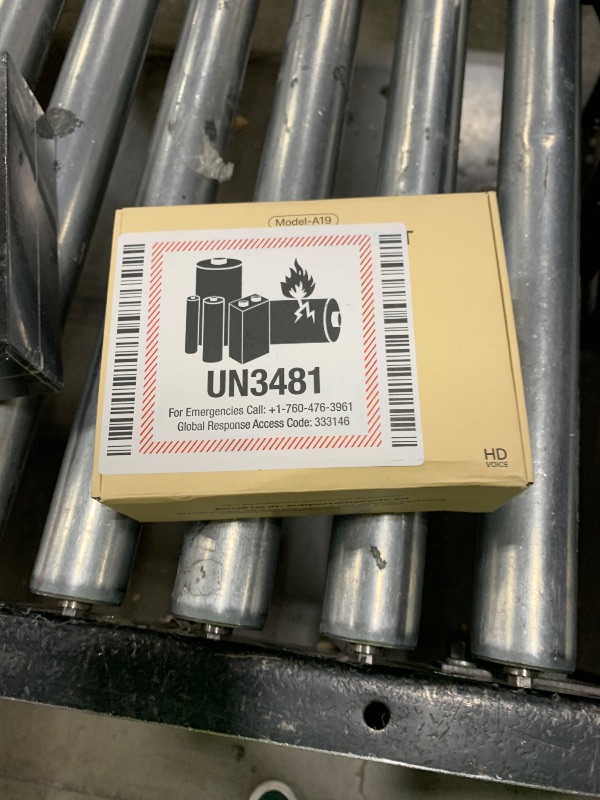 Model-A19
T
UN3481
For Emergencies Call: +1-760-476-3961
Global Response Access Code: 333146
HD
VOICE